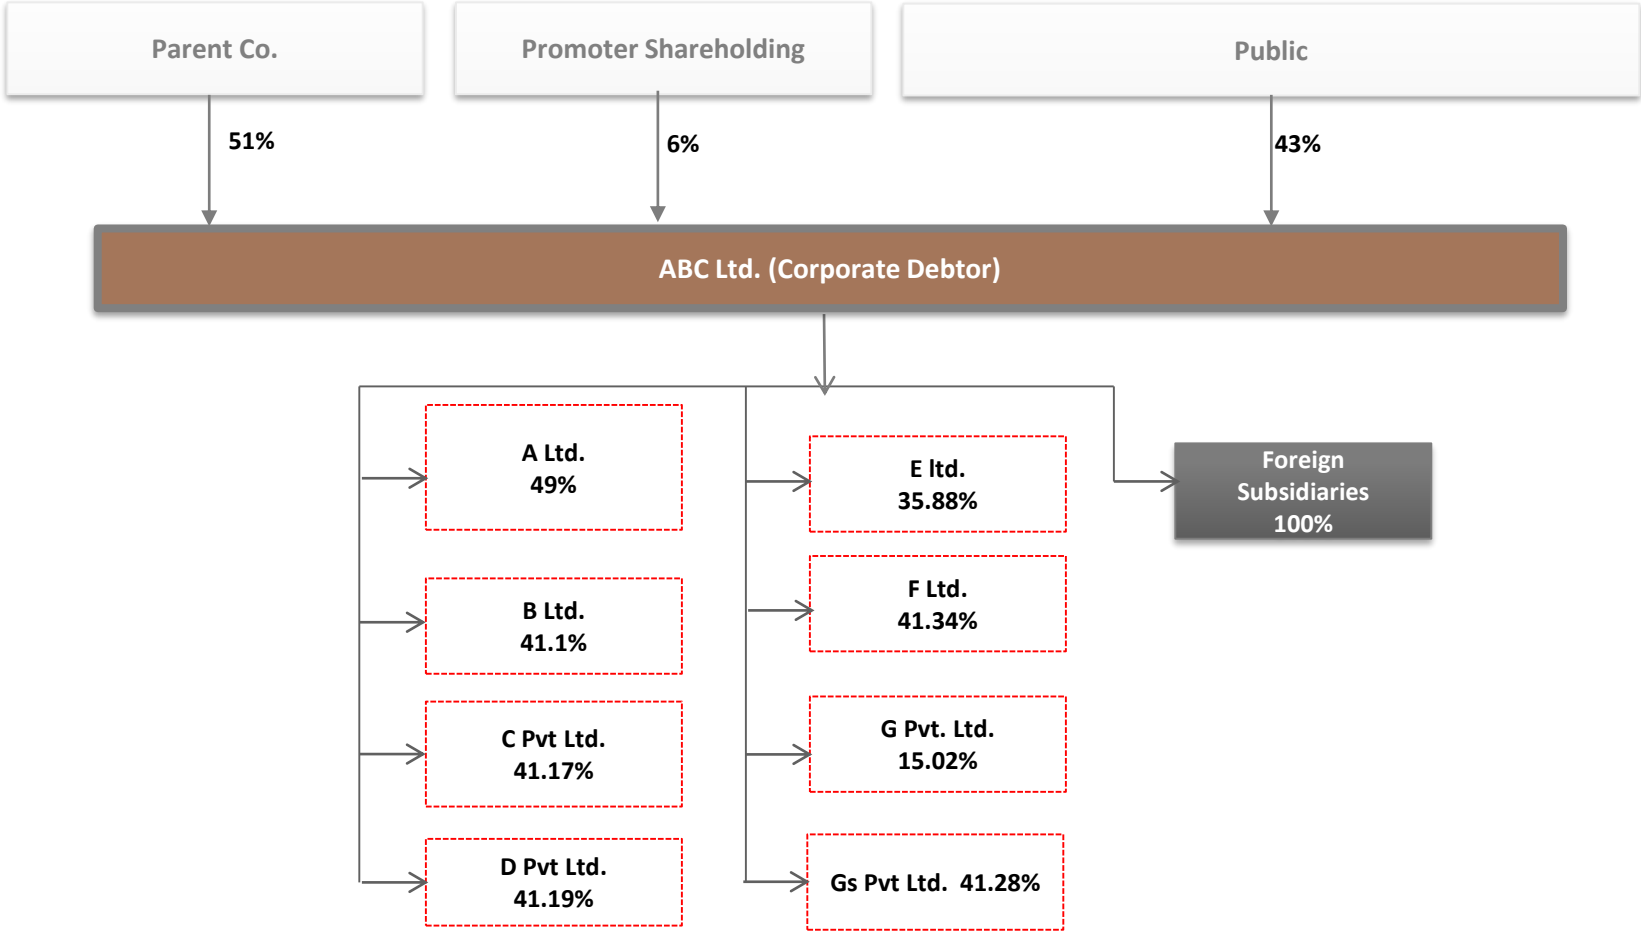 Parent Co.
Promoter Shareholding
Public
51%
6%
43%
ABC Ltd. (Corporate Debtor)
A Ltd.
49%
B Ltd.
41.1%
C Pvt Ltd.
41.17%
D Pvt Ltd.
41.19%
E ltd.
35.88%
F Ltd.
41.34%
G Pvt. Ltd.
15.02%
Gs Pvt Ltd. 41.28%
Foreign
Subsidiaries
100%